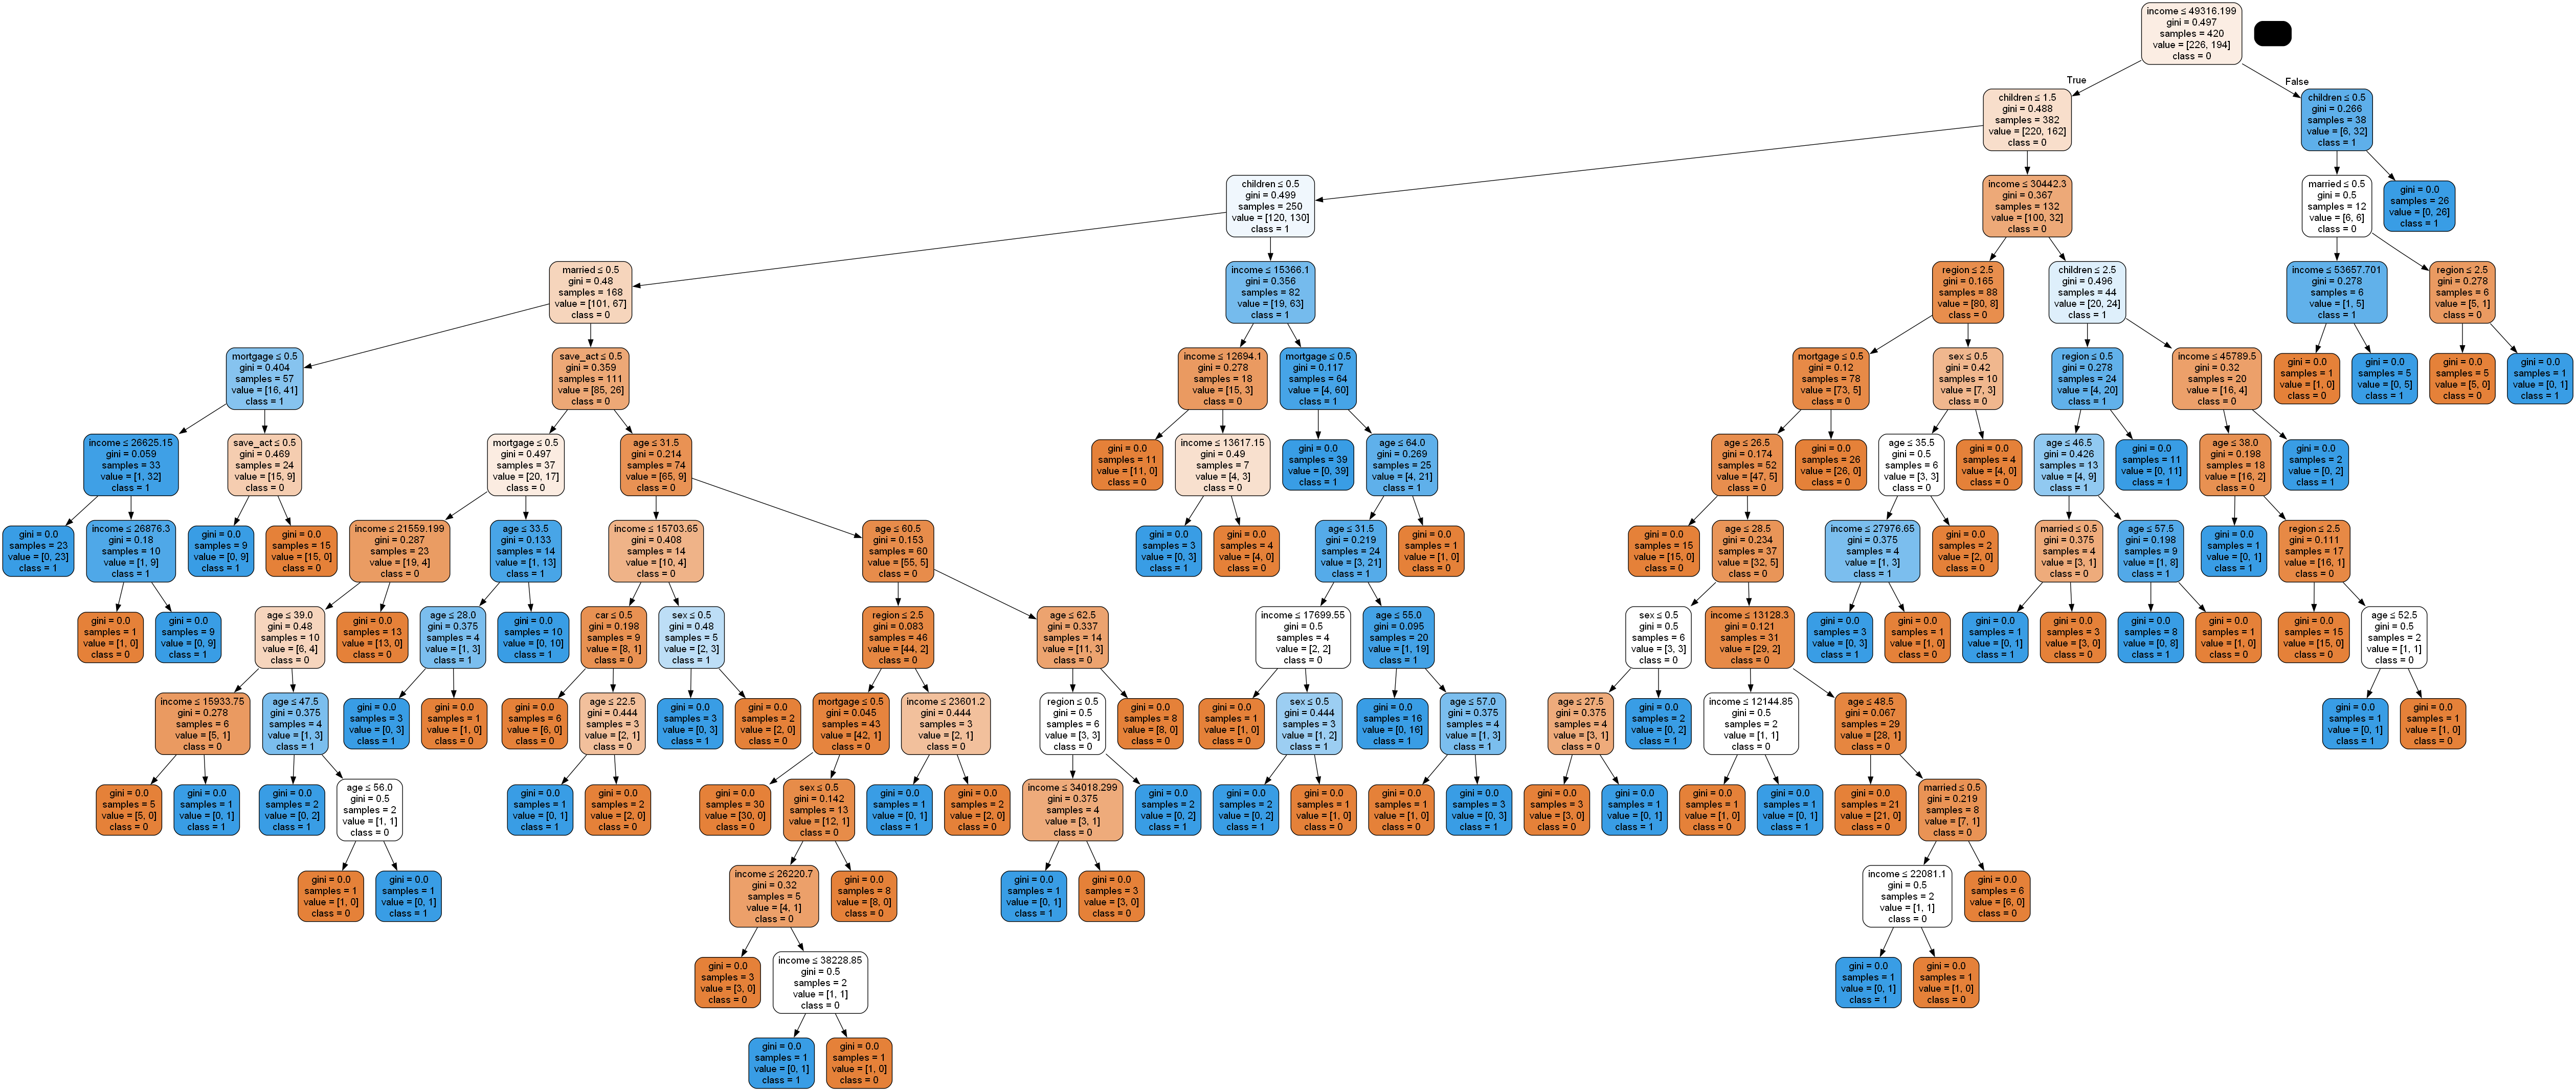 income ≤ 49316.199
gini = 0.497
samples = 420
value = [226, 194]
class = 0
True
False
children ≤ 1.5
gini = 0.488
samples = 382
value = [220, 162]
class = 0
children ≤ 0.5
gini = 0.266
samples = 38
value = [6, 32]
class = 1
children ≤ 0.5
gini = 0.499
samples = 250
value = [120, 130]
class = 1
income ≤ 30442.3
gini = 0.367
samples = 132
value = [100, 32]
class = 0
married ≤ 0.5
gini = 0.5
samples = 12
value = [6, 6]
class = 0
gini = 0.0
samples = 26
value = [0, 26]
class = 1
married ≤ 0.5
gini = 0.48
samples = 168
value = [101, 67]
class = 0
income ≤ 15366.1
gini = 0.356
samples = 82
value = [19, 63]
class = 1
region ≤ 2.5
gini = 0.165
samples = 88
value = [80, 8]
class = 0
children ≤ 2.5
gini = 0.496
samples = 44
value = [20, 24]
class = 1
income ≤ 53657.701
gini = 0.278
samples = 6
value = [1, 5]
class = 1
region ≤ 2.5
gini = 0.278
samples = 6
value = [5, 1]
class = 0
mortgage ≤ 0.5
gini = 0.404
samples = 57
value = [16, 41]
class = 1
save_act ≤ 0.5
gini = 0.359
samples = 111
value = [85, 26]
class = 0
income ≤ 12694.1
gini = 0.278
samples = 18
value = [15, 3]
class = 0
mortgage ≤ 0.5
gini = 0.117
samples = 64
value = [4, 60]
class = 1
mortgage ≤ 0.5
gini = 0.12
samples = 78
value = [73, 5]
class = 0
sex ≤ 0.5
gini = 0.42
samples = 10
value = [7, 3]
class = 0
region ≤ 0.5
gini = 0.278
samples = 24
value = [4, 20]
class = 1
income ≤ 45789.5
gini = 0.32
samples = 20
value = [16, 4]
class = 0
gini = 0.0
samples = 1
value = [1, 0]
class = 0
gini = 0.0
samples = 5
value = [0, 5]
class = 1
gini = 0.0
samples = 5
value = [5, 0]
class = 0
gini = 0.0
samples = 1
value = [0, 1]
class = 1
income ≤ 26625.15
gini = 0.059
samples = 33
value = [1, 32]
class = 1
save_act ≤ 0.5
gini = 0.469
samples = 24
value = [15, 9]
class = 0
mortgage ≤ 0.5
gini = 0.497
samples = 37
value = [20, 17]
class = 0
age ≤ 31.5
gini = 0.214
samples = 74
value = [65, 9]
class = 0
gini = 0.0
samples = 11
value = [11, 0]
class = 0
income ≤ 13617.15
gini = 0.49
samples = 7
value = [4, 3]
class = 0
gini = 0.0
samples = 39
value = [0, 39]
class = 1
age ≤ 64.0
gini = 0.269
samples = 25
value = [4, 21]
class = 1
age ≤ 26.5
gini = 0.174
samples = 52
value = [47, 5]
class = 0
gini = 0.0
samples = 26
value = [26, 0]
class = 0
age ≤ 35.5
gini = 0.5
samples = 6
value = [3, 3]
class = 0
gini = 0.0
samples = 4
value = [4, 0]
class = 0
age ≤ 46.5
gini = 0.426
samples = 13
value = [4, 9]
class = 1
gini = 0.0
samples = 11
value = [0, 11]
class = 1
age ≤ 38.0
gini = 0.198
samples = 18
value = [16, 2]
class = 0
gini = 0.0
samples = 2
value = [0, 2]
class = 1
gini = 0.0
samples = 23
value = [0, 23]
class = 1
income ≤ 26876.3
gini = 0.18
samples = 10
value = [1, 9]
class = 1
gini = 0.0
samples = 9
value = [0, 9]
class = 1
gini = 0.0
samples = 15
value = [15, 0]
class = 0
income ≤ 21559.199
gini = 0.287
samples = 23
value = [19, 4]
class = 0
age ≤ 33.5
gini = 0.133
samples = 14
value = [1, 13]
class = 1
income ≤ 15703.65
gini = 0.408
samples = 14
value = [10, 4]
class = 0
age ≤ 60.5
gini = 0.153
samples = 60
value = [55, 5]
class = 0
gini = 0.0
samples = 3
value = [0, 3]
class = 1
gini = 0.0
samples = 4
value = [4, 0]
class = 0
age ≤ 31.5
gini = 0.219
samples = 24
value = [3, 21]
class = 1
gini = 0.0
samples = 1
value = [1, 0]
class = 0
gini = 0.0
samples = 15
value = [15, 0]
class = 0
age ≤ 28.5
gini = 0.234
samples = 37
value = [32, 5]
class = 0
income ≤ 27976.65
gini = 0.375
samples = 4
value = [1, 3]
class = 1
gini = 0.0
samples = 2
value = [2, 0]
class = 0
married ≤ 0.5
gini = 0.375
samples = 4
value = [3, 1]
class = 0
age ≤ 57.5
gini = 0.198
samples = 9
value = [1, 8]
class = 1
gini = 0.0
samples = 1
value = [0, 1]
class = 1
region ≤ 2.5
gini = 0.111
samples = 17
value = [16, 1]
class = 0
gini = 0.0
samples = 1
value = [1, 0]
class = 0
gini = 0.0
samples = 9
value = [0, 9]
class = 1
age ≤ 39.0
gini = 0.48
samples = 10
value = [6, 4]
class = 0
gini = 0.0
samples = 13
value = [13, 0]
class = 0
age ≤ 28.0
gini = 0.375
samples = 4
value = [1, 3]
class = 1
gini = 0.0
samples = 10
value = [0, 10]
class = 1
car ≤ 0.5
gini = 0.198
samples = 9
value = [8, 1]
class = 0
sex ≤ 0.5
gini = 0.48
samples = 5
value = [2, 3]
class = 1
region ≤ 2.5
gini = 0.083
samples = 46
value = [44, 2]
class = 0
age ≤ 62.5
gini = 0.337
samples = 14
value = [11, 3]
class = 0
income ≤ 17699.55
gini = 0.5
samples = 4
value = [2, 2]
class = 0
age ≤ 55.0
gini = 0.095
samples = 20
value = [1, 19]
class = 1
sex ≤ 0.5
gini = 0.5
samples = 6
value = [3, 3]
class = 0
income ≤ 13128.3
gini = 0.121
samples = 31
value = [29, 2]
class = 0
gini = 0.0
samples = 3
value = [0, 3]
class = 1
gini = 0.0
samples = 1
value = [1, 0]
class = 0
gini = 0.0
samples = 1
value = [0, 1]
class = 1
gini = 0.0
samples = 3
value = [3, 0]
class = 0
gini = 0.0
samples = 8
value = [0, 8]
class = 1
gini = 0.0
samples = 1
value = [1, 0]
class = 0
gini = 0.0
samples = 15
value = [15, 0]
class = 0
age ≤ 52.5
gini = 0.5
samples = 2
value = [1, 1]
class = 0
income ≤ 15933.75
gini = 0.278
samples = 6
value = [5, 1]
class = 0
age ≤ 47.5
gini = 0.375
samples = 4
value = [1, 3]
class = 1
gini = 0.0
samples = 3
value = [0, 3]
class = 1
gini = 0.0
samples = 1
value = [1, 0]
class = 0
gini = 0.0
samples = 6
value = [6, 0]
class = 0
age ≤ 22.5
gini = 0.444
samples = 3
value = [2, 1]
class = 0
gini = 0.0
samples = 3
value = [0, 3]
class = 1
gini = 0.0
samples = 2
value = [2, 0]
class = 0
mortgage ≤ 0.5
gini = 0.045
samples = 43
value = [42, 1]
class = 0
income ≤ 23601.2
gini = 0.444
samples = 3
value = [2, 1]
class = 0
region ≤ 0.5
gini = 0.5
samples = 6
value = [3, 3]
class = 0
gini = 0.0
samples = 8
value = [8, 0]
class = 0
gini = 0.0
samples = 1
value = [1, 0]
class = 0
sex ≤ 0.5
gini = 0.444
samples = 3
value = [1, 2]
class = 1
gini = 0.0
samples = 16
value = [0, 16]
class = 1
age ≤ 57.0
gini = 0.375
samples = 4
value = [1, 3]
class = 1
age ≤ 27.5
gini = 0.375
samples = 4
value = [3, 1]
class = 0
gini = 0.0
samples = 2
value = [0, 2]
class = 1
income ≤ 12144.85
gini = 0.5
samples = 2
value = [1, 1]
class = 0
age ≤ 48.5
gini = 0.067
samples = 29
value = [28, 1]
class = 0
gini = 0.0
samples = 1
value = [0, 1]
class = 1
gini = 0.0
samples = 1
value = [1, 0]
class = 0
gini = 0.0
samples = 5
value = [5, 0]
class = 0
gini = 0.0
samples = 1
value = [0, 1]
class = 1
gini = 0.0
samples = 2
value = [0, 2]
class = 1
age ≤ 56.0
gini = 0.5
samples = 2
value = [1, 1]
class = 0
gini = 0.0
samples = 1
value = [0, 1]
class = 1
gini = 0.0
samples = 2
value = [2, 0]
class = 0
gini = 0.0
samples = 30
value = [30, 0]
class = 0
sex ≤ 0.5
gini = 0.142
samples = 13
value = [12, 1]
class = 0
gini = 0.0
samples = 1
value = [0, 1]
class = 1
gini = 0.0
samples = 2
value = [2, 0]
class = 0
income ≤ 34018.299
gini = 0.375
samples = 4
value = [3, 1]
class = 0
gini = 0.0
samples = 2
value = [0, 2]
class = 1
gini = 0.0
samples = 2
value = [0, 2]
class = 1
gini = 0.0
samples = 1
value = [1, 0]
class = 0
gini = 0.0
samples = 1
value = [1, 0]
class = 0
gini = 0.0
samples = 3
value = [0, 3]
class = 1
gini = 0.0
samples = 3
value = [3, 0]
class = 0
gini = 0.0
samples = 1
value = [0, 1]
class = 1
gini = 0.0
samples = 1
value = [1, 0]
class = 0
gini = 0.0
samples = 1
value = [0, 1]
class = 1
gini = 0.0
samples = 21
value = [21, 0]
class = 0
married ≤ 0.5
gini = 0.219
samples = 8
value = [7, 1]
class = 0
gini = 0.0
samples = 1
value = [1, 0]
class = 0
gini = 0.0
samples = 1
value = [0, 1]
class = 1
income ≤ 26220.7
gini = 0.32
samples = 5
value = [4, 1]
class = 0
gini = 0.0
samples = 8
value = [8, 0]
class = 0
gini = 0.0
samples = 1
value = [0, 1]
class = 1
gini = 0.0
samples = 3
value = [3, 0]
class = 0
income ≤ 22081.1
gini = 0.5
samples = 2
value = [1, 1]
class = 0
gini = 0.0
samples = 6
value = [6, 0]
class = 0
gini = 0.0
samples = 3
value = [3, 0]
class = 0
income ≤ 38228.85
gini = 0.5
samples = 2
value = [1, 1]
class = 0
gini = 0.0
samples = 1
value = [0, 1]
class = 1
gini = 0.0
samples = 1
value = [1, 0]
class = 0
gini = 0.0
samples = 1
value = [0, 1]
class = 1
gini = 0.0
samples = 1
value = [1, 0]
class = 0